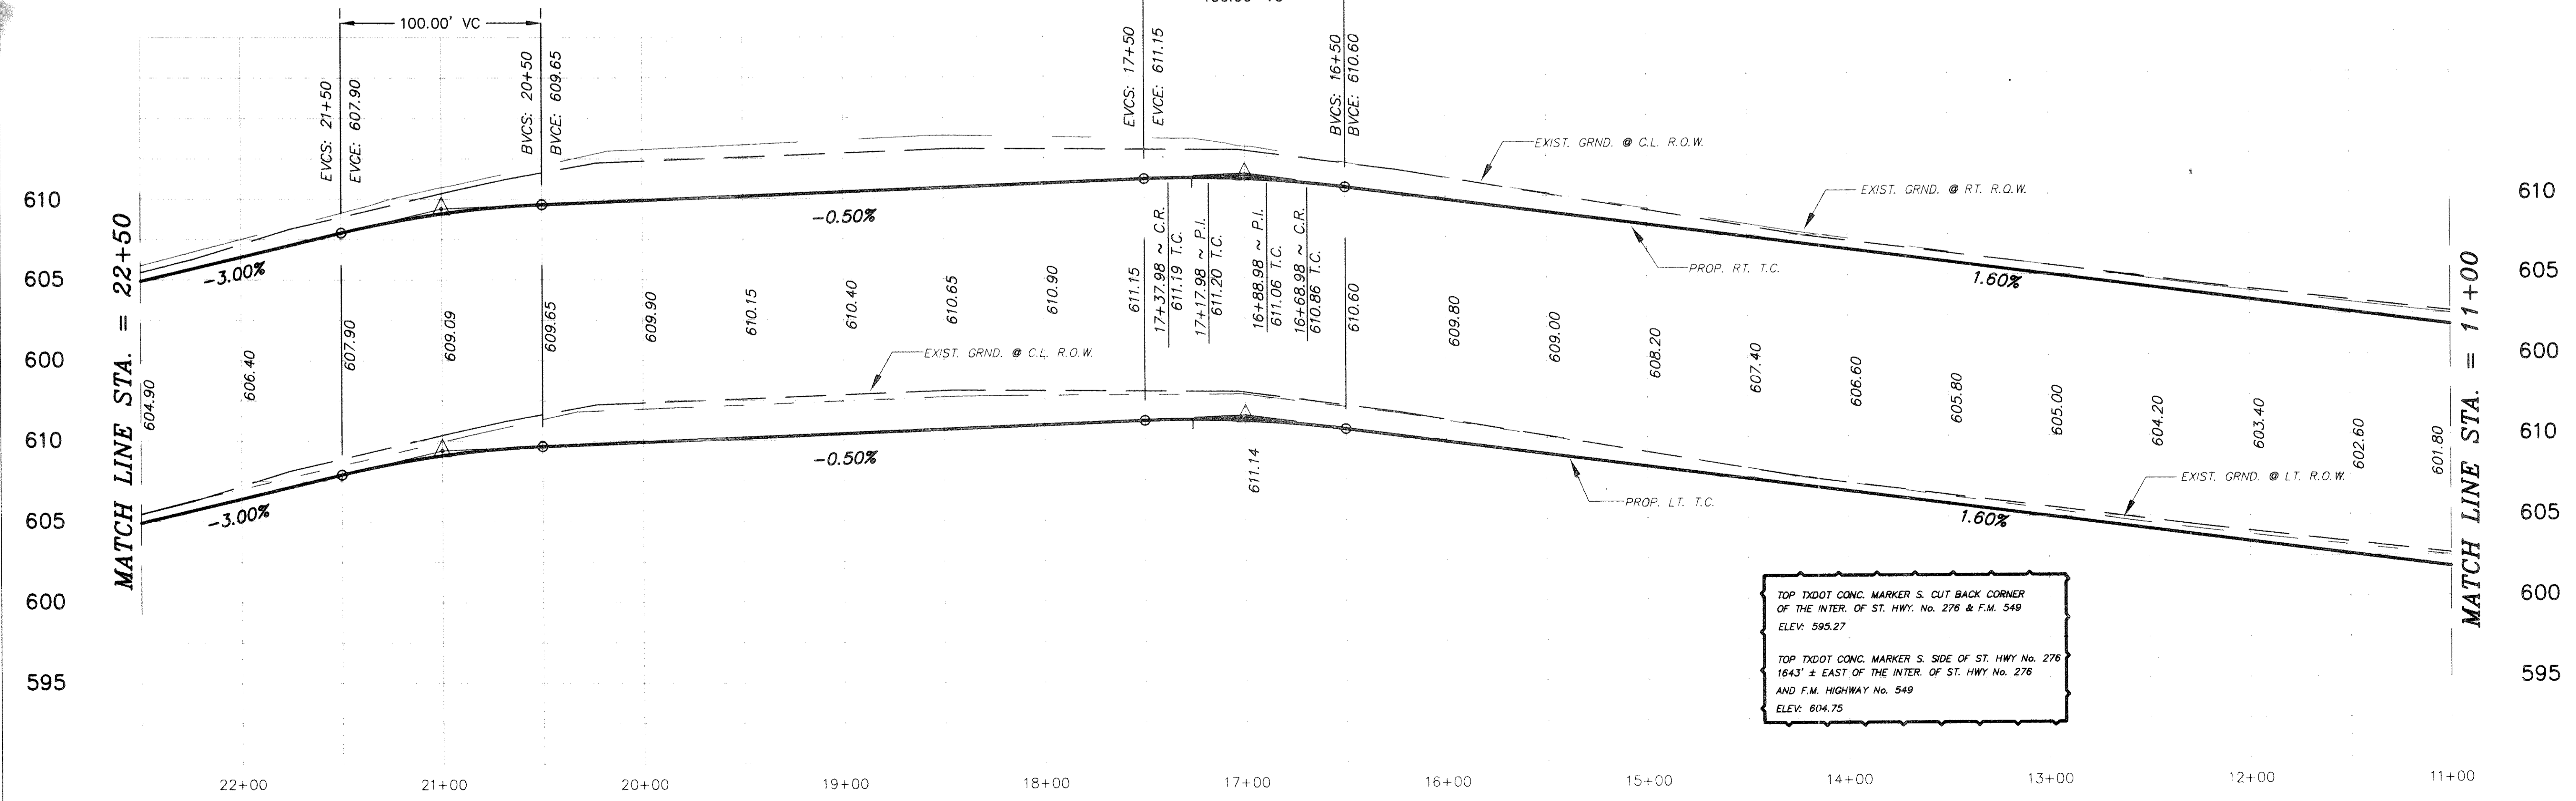 100.00' VC
EVCS: 21+50
EVCE: 607.90
BVCS: 20+50
BVCE: 609.65
EVCS: 17+50
EVCE: 611.15
BVCS: 16+50
BVCE: 610.60
EXIST. GRND. @ C.L. R.O.W.
EXIST. GRND. @ RT. R.O.W.
PROP. RT. T.C.
610
605
600
610
605
600
595
MATCH LINE STA. = 22+50
-3.00%
-0.50%
1.60%
604.90
606.40
607.90
609.09
609.65
609.90
610.15
610.40
610.65
610.90
611.15
17+37.98 ~ C.R.
611.19 T.C.
17+17.98 ~ P.I.
611.20 T.C.
16+88.98 ~ P.I.
611.06 T.C.
16+68.98 ~ C.R.
610.86 T.C.
610.60
609.80
609.00
608.20
607.40
606.60
605.80
605.00
604.20
603.40
602.60
601.80
EXIST. GRND. @ C.L. R.O.W.
-3.00%
-0.50%
611.14
PROP. LT. T.C.
EXIST. GRND. @ LT. R.O.W.
1.60%
MATCH LINE STA. = 11+00
610
605
600
610
605
600
595
TOP TXDOT CONC. MARKER S. CUT BACK CORNER
OF THE INTER. OF ST. HWY. No. 276 & F.M. 549
ELEV: 595.27
TOP TXDOT CONC. MARKER S. SIDE OF ST. HWY No. 276
1643' ± EAST OF THE INTER. OF ST. HWY No. 276
AND F.M. HIGHWAY No. 549
ELEV: 604.75
22+00
21+00
20+00
19+00
18+00
17+00
16+00
15+00
14+00
13+00
12+00
11+00